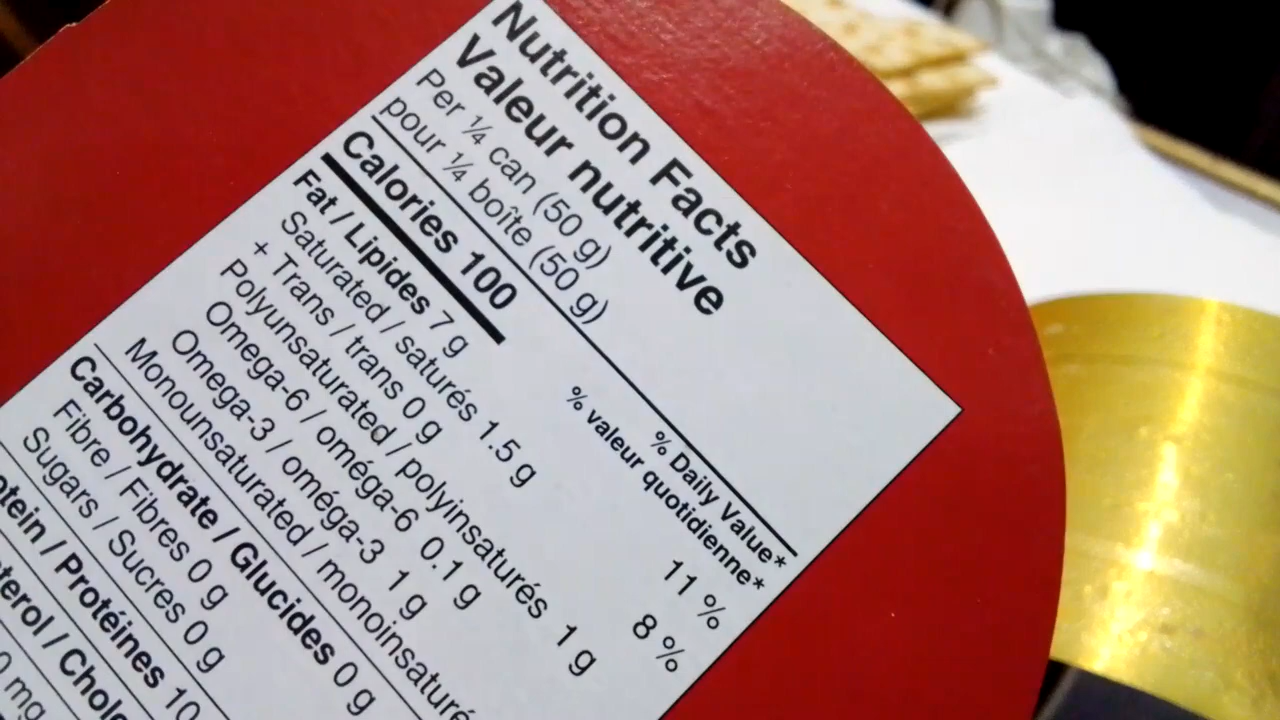 Nutrition Facts
Valeur nutritive
Per ¼ can (50 g)
pour ¼ boîte (50 g)
Calories 100
% Daily Value*
% valeur quotidienne*
Fat / Lipides 7 g 11 %
Saturated / saturés 1.5 g
+ Trans / trans 0 g 8 %
Polyunsaturated / polyinsaturés 1 g
Omega-6 / oméga-6 0.1 g
Omega-3 / oméga-3 1 g
Monounsaturated / monoinsaturé
Carbohydrate / Glucides 0 g
Fibre / Fibres 0 g
Sugars / Sucres 0 g
otein / Protéines 10
sterol / Chole
0 mg